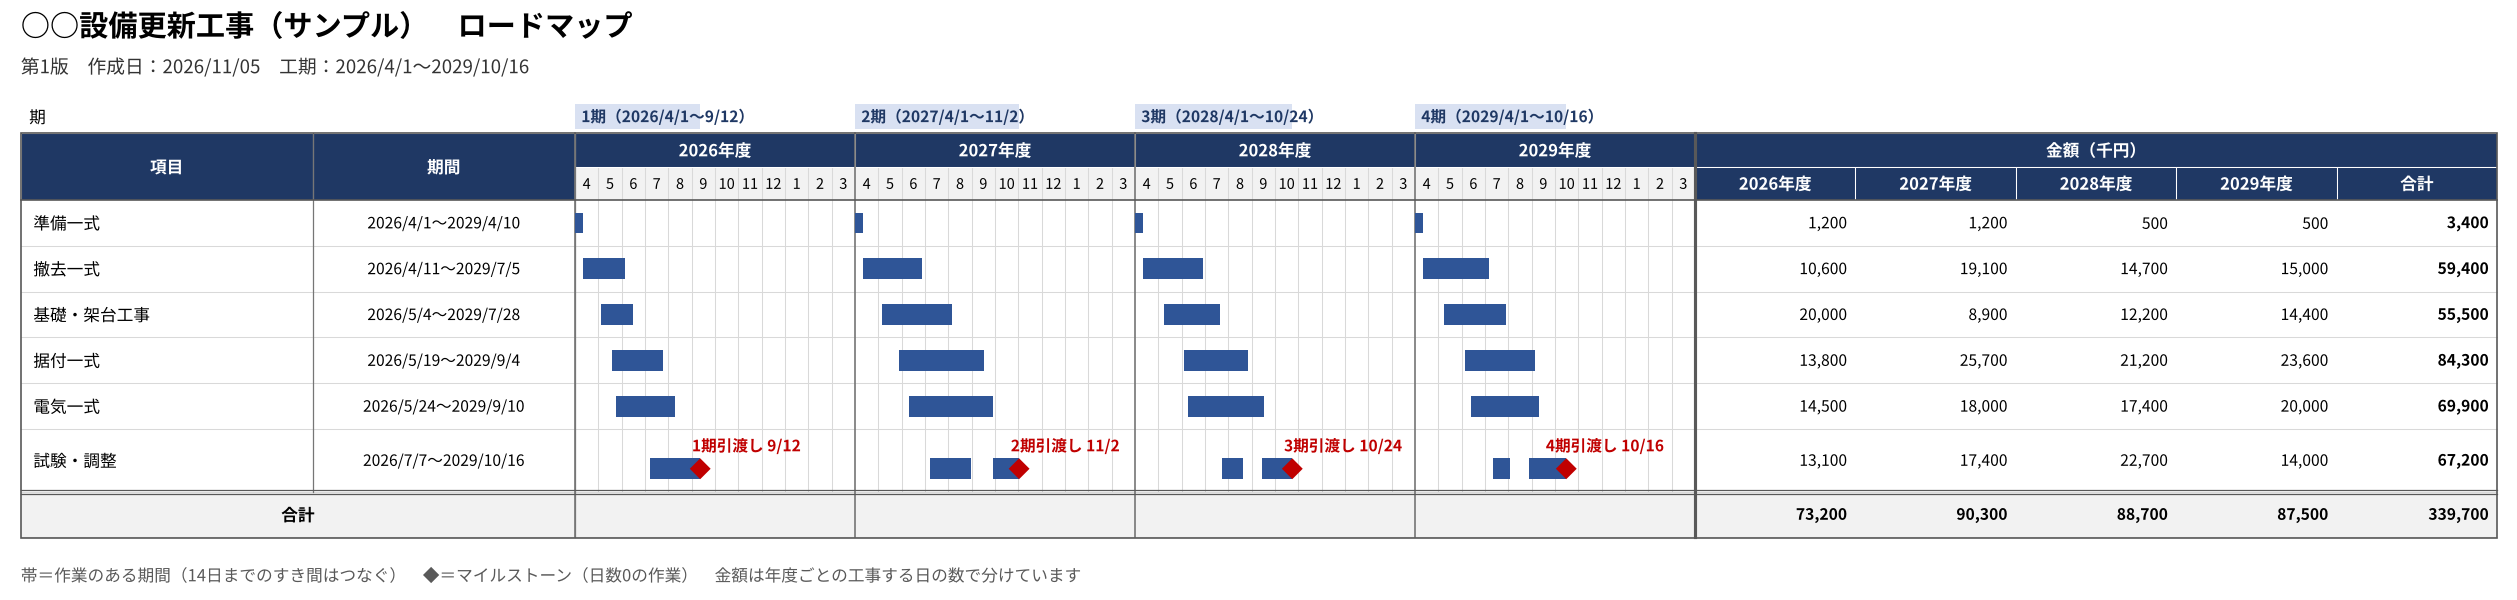 ○○設備更新工事（サンプル）　ロードマップ
第1版　作成日：2026/11/05　工期：2026/4/1～2029/10/16
期　1期（2026/4/1～9/12）　2期（2027/4/1～11/2）　3期（2028/4/1～10/24）　4期（2029/4/1～10/16）
項目　期間　2026年度　2027年度　2028年度　2029年度　金額（千円）
4 5 6 7 8 9 10 11 12 1 2 3 4 5 6 7 8 9 10 11 12 1 2 3 4 5 6 7 8 9 10 11 12 1 2 3 4 5 6 7 8 9 10 11 12 1 2 3　2026年度　2027年度　2028年度　2029年度　合計
準備一式　2026/4/1～2029/4/10　1,200　1,200　500　500　3,400
撤去一式　2026/4/11～2029/7/5　10,600　19,100　14,700　15,000　59,400
基礎・架台工事　2026/5/4～2029/7/28　20,000　8,900　12,200　14,400　55,500
据付一式　2026/5/19～2029/9/4　13,800　25,700　21,200　23,600　84,300
電気一式　2026/5/24～2029/9/10　14,500　18,000　17,400　20,000　69,900
1期引渡し 9/12　2期引渡し 11/2　3期引渡し 10/24　4期引渡し 10/16
試験・調整　2026/7/7～2029/10/16　13,100　17,400　22,700　14,000　67,200
合計　73,200　90,300　88,700　87,500　339,700
帯＝作業のある期間（14日までのすき間はつなぐ）　◆＝マイルストーン（日数0の作業）　金額は年度ごとの工事する日の数で分けています